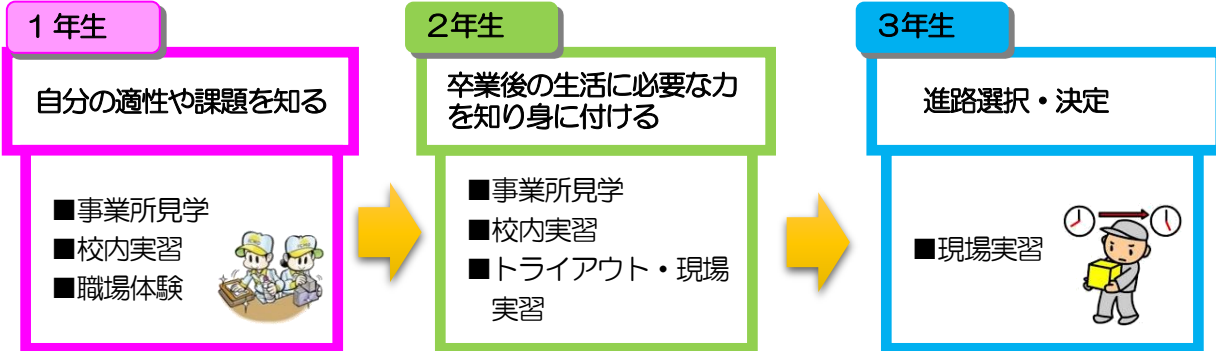 １年生
自分の適性や課題を知る
■事業所見学
■校内実習
■職場体験
２年生
卒業後の生活に必要な力
を知り身に付ける
■事業所見学
■校内実習
■トライアウト・現場
実習
３年生
進路選択・決定
■現場実習